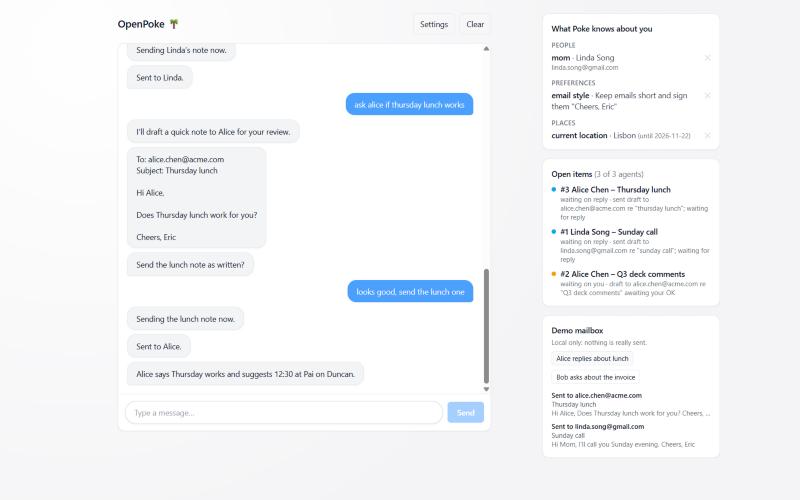 OpenPoke 🌴
Settings
Clear
Sending Linda's note now.
Sent to Linda.
ask alice if thursday lunch works
I'll draft a quick note to Alice for your review.
To: alice.chen@acme.com
Subject: Thursday lunch
Hi Alice,
Does Thursday lunch work for you?
Cheers, Eric
Send the lunch note as written?
looks good, send the lunch one
Sending the lunch note now.
Sent to Alice.
Alice says Thursday works and suggests 12:30 at Pai on Duncan.
Type a message...
Send
What Poke knows about you
PEOPLE
mom · Linda Song
linda.song@gmail.com
PREFERENCES
email style · Keep emails short and sign
them "Cheers, Eric"
PLACES
current location · Lisbon (until 2026-11-22)
Open items (3 of 3 agents)
#3 Alice Chen – Thursday lunch
waiting on reply · sent draft to
alice.chen@acme.com re "thursday lunch"; waiting
for reply
#1 Linda Song – Sunday call
waiting on reply · sent draft to
linda.song@gmail.com re "sunday call"; waiting for
reply
#2 Alice Chen – Q3 deck comments
waiting on you · draft to alice.chen@acme.com re
"Q3 deck comments" awaiting your OK
Demo mailbox
Local only: nothing is really sent.
Alice replies about lunch
Bob asks about the invoice
Sent to alice.chen@acme.com
Thursday lunch
Hi Alice, Does Thursday lunch work for you? Cheers, ...
Sent to linda.song@gmail.com
Sunday call
Hi Mom, I'll call you Sunday evening. Cheers, Eric